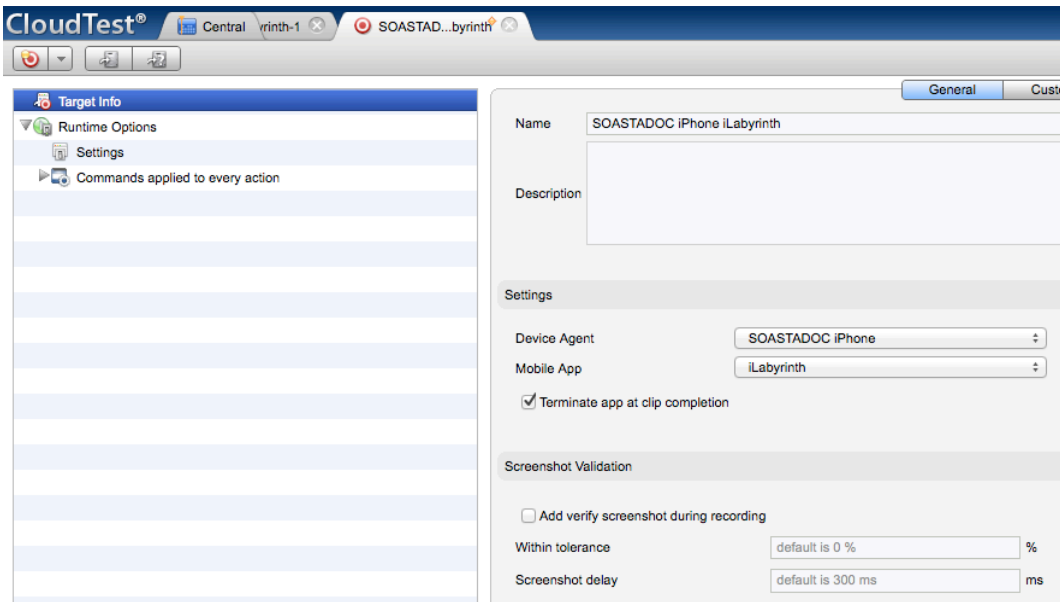 CloudTest®
Central
rinth-1
SOASTAD...byrinth
Target Info
Runtime Options
Settings
Commands applied to every action
General
Cust
Name
SOASTADOC iPhone iLabyrinth
Description
Settings
Device Agent
SOASTADOC iPhone
Mobile App
iLabyrinth
Terminate app at clip completion
Screenshot Validation
Add verify screenshot during recording
Within tolerance
default is 0 %
%
Screenshot delay
default is 300 ms
ms